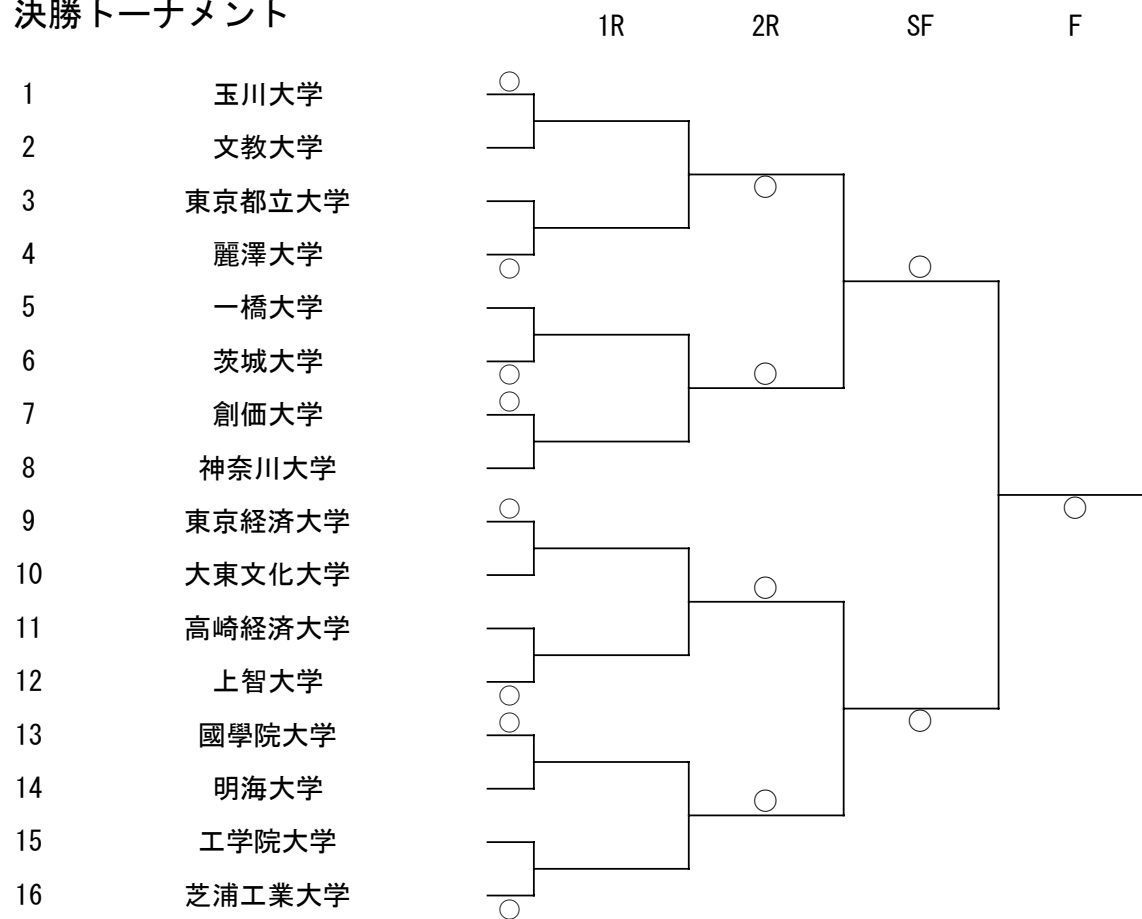 決勝トーナメント
1R 2R SF F
1 玉川大学
2 文教大学
3 東京都立大学
4 麗澤大学
5 一橋大学
6 茨城大学
7 創価大学
8 神奈川大学
9 東京経済大学
10 大東文化大学
11 高崎経済大学
12 上智大学
13 國學院大学
14 明海大学
15 工学院大学
16 芝浦工業大学